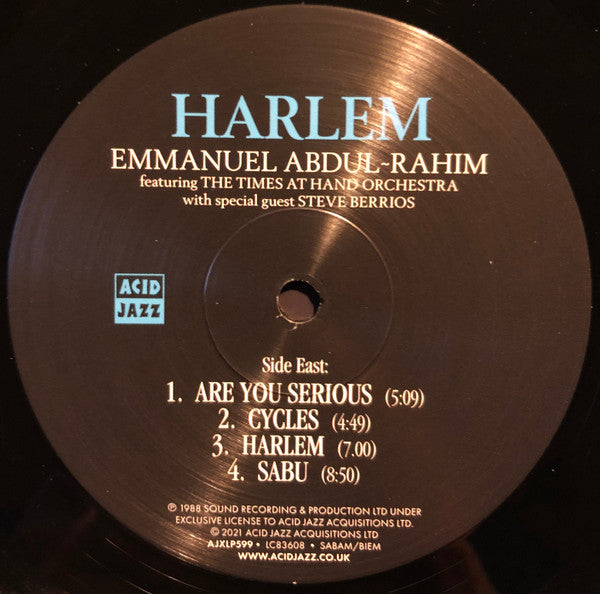 HARLEM
EMMANUEL ABDUL~RAHIM
featuring THE TIMES AT HAND ORCHESTRA
with special guest STEVE BERRIOS
ACID
JAZZ
Side East:
1. ARE YOU SERIOUS (5:09)
2. CYCLES (4:49)
3. HARLEM (7.00)
4. SABU (8:50)
℗ 1988 SOUND RECORDING & PRODUCTION LTD UNDER
EXCLUSIVE LICENSE TO ACID JAZZ ACQUISITIONS LTD.
© 2021 ACID JAZZ ACQUISITIONS LTD
AJXLP599 • LC83608 • SABAM/BIEM
WWW.ACIDJAZZ.CO.UK